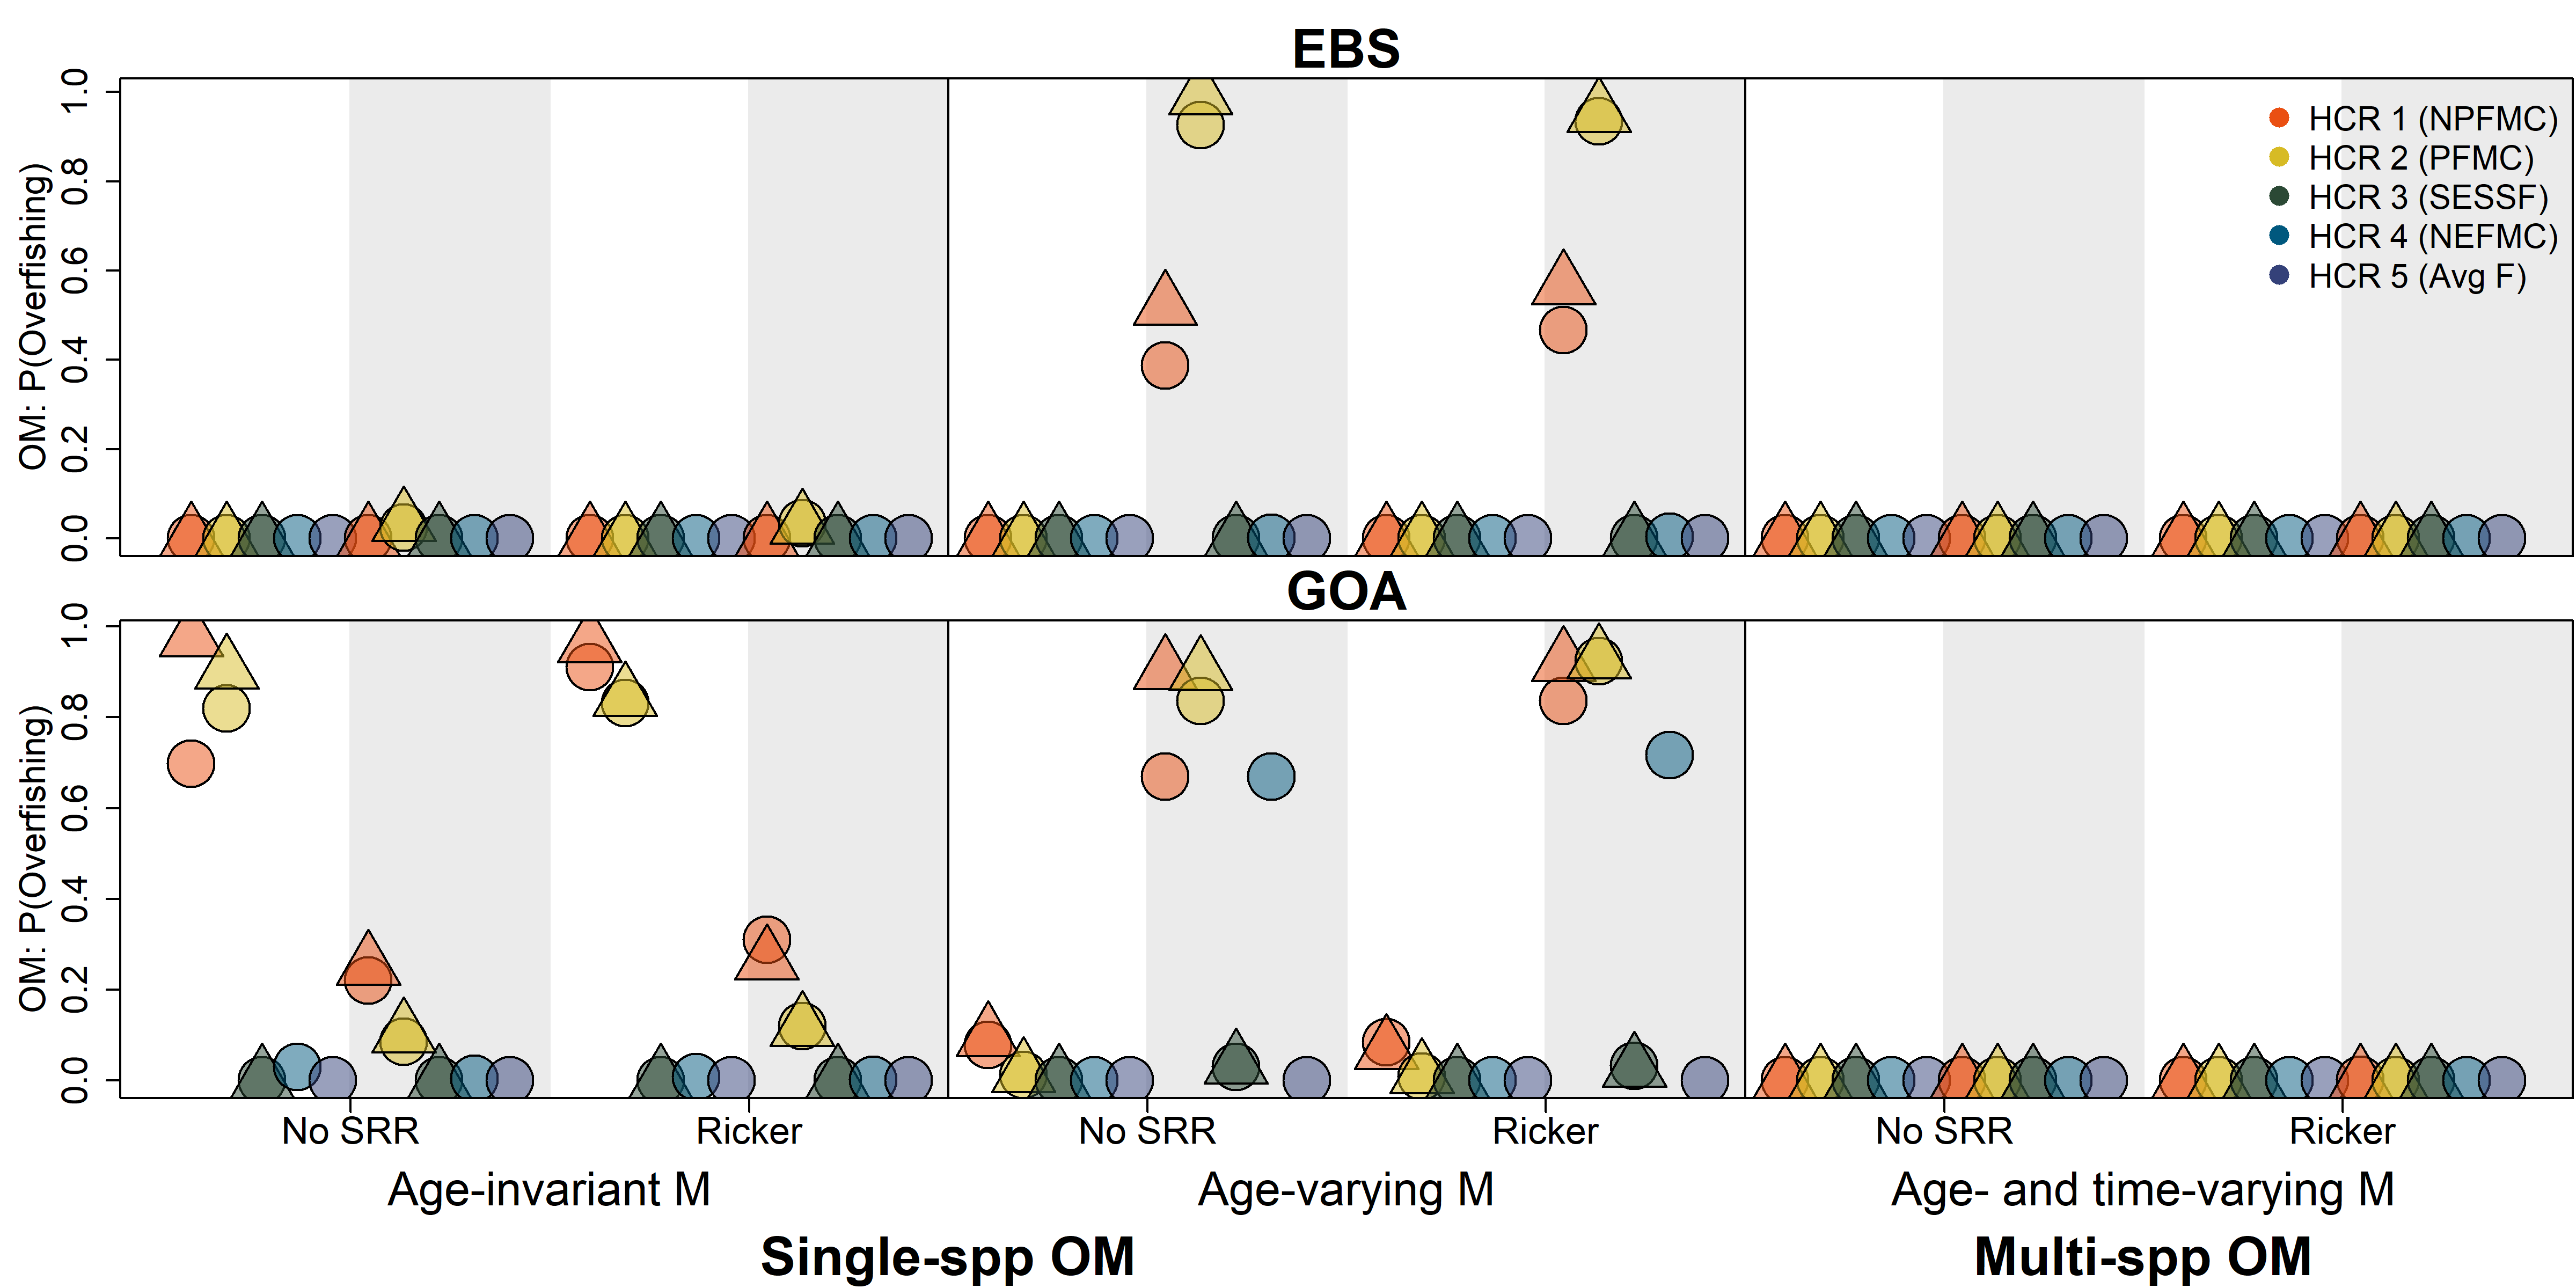 EBS
OM: P(Overfishing)
1.0
0.8
0.6
0.4
0.2
0.0
HCR 1 (NPFMC)
HCR 2 (PFMC)
HCR 3 (SESSF)
HCR 4 (NEFMC)
HCR 5 (Avg F)
GOA
OM: P(Overfishing)
1.0
0.8
0.6
0.4
0.2
0.0
No SRR Ricker No SRR Ricker No SRR Ricker
Age-invariant M Age-varying M Age- and time-varying M
Single-spp OM Multi-spp OM